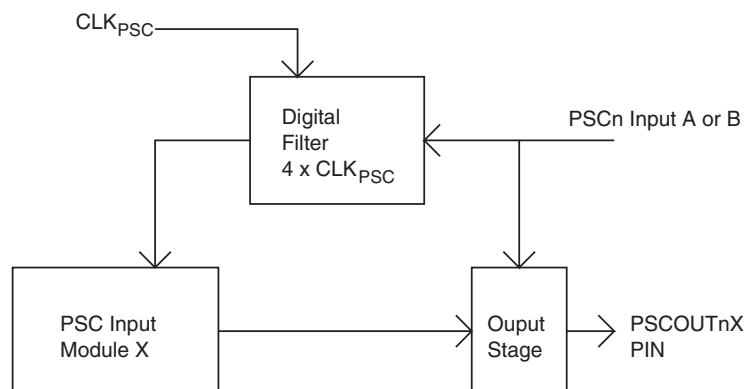 CLKPSC
Digital
Filter
4 x CLKPSC
PSCn Input A or B
PSC Input
Module X
Ouput
Stage
PSCOUTnX
PIN